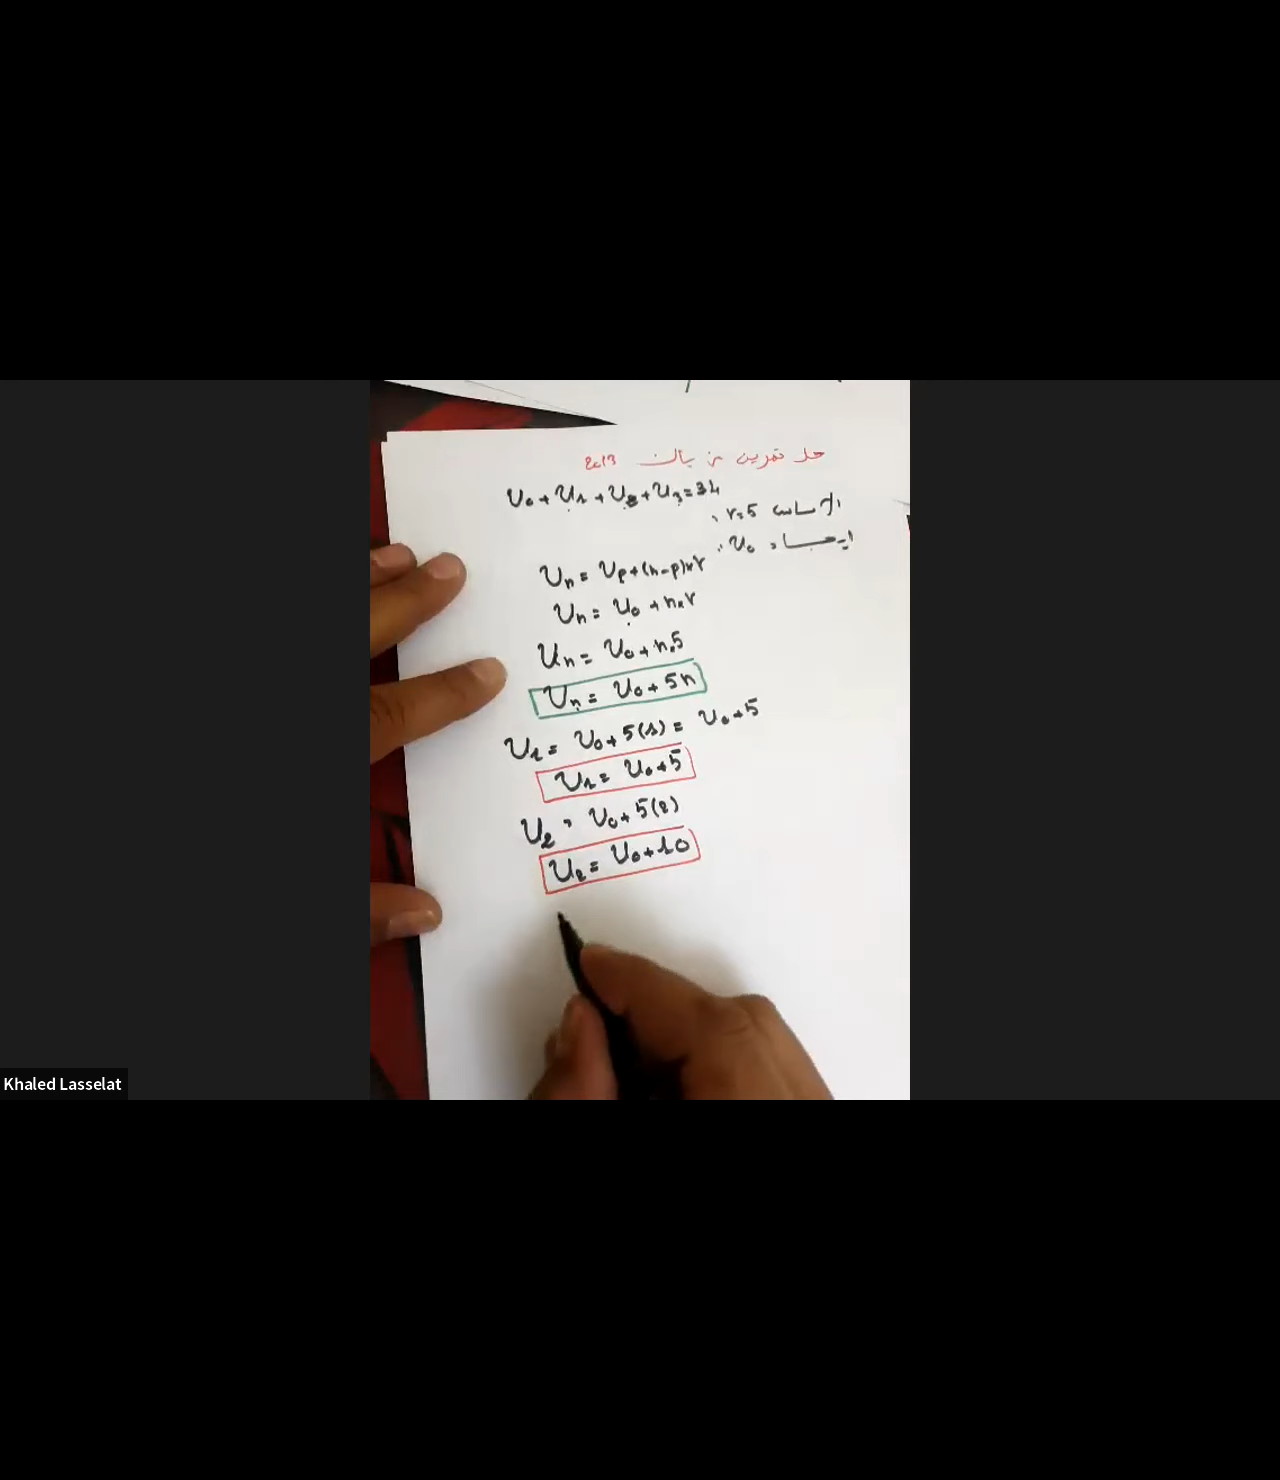 حل تمرين من باك 2013
U₀ + U₁ + U₂ + U₃ = 34
الأساس r = 5
إيجاد U₀
Uₙ = Uₚ + (n-p)×r
Uₙ = U₀ + n.r
Uₙ = U₀ + n.5
Uₙ = U₀ + 5n
U₁ = U₀ + 5(1) = U₀ + 5
U₁ = U₀ + 5
U₂ = U₀ + 5(2)
U₂ = U₀ + 10
Khaled Lasselat